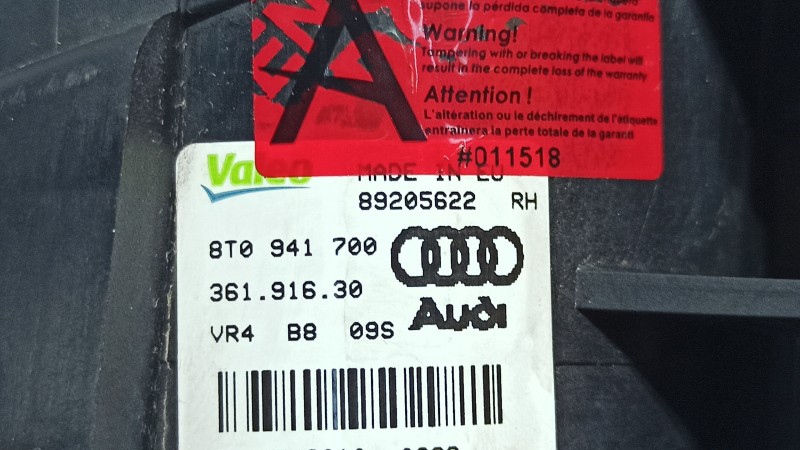 supone la pérdida completa de la garantía
Warning!
Tampering with or breaking the label will
result in the complete loss of the warranty
Attention !
L'altération ou le déchirement de l'étiquette
entraînera la perte totale de la garanti
#011518
Valeo
MADE IN EU
89205622 RH
8T0 941 700
361.916.30
Audi
VR4 B8 09S